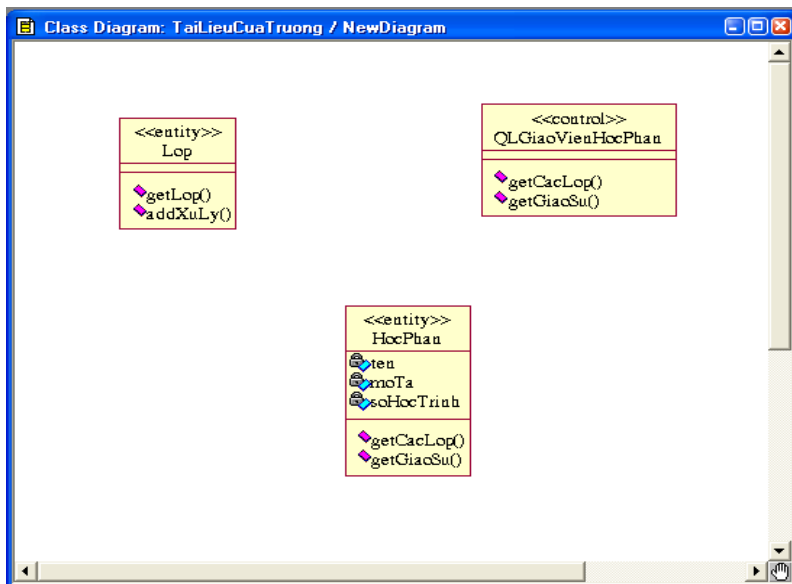 Class Diagram: TaiLieuCuaTruong / NewDiagram
<<entity>>
Lop
getLop()
addXuLy()
<<control>>
QLGiaoVienHocPhan
getCacLop()
getGiaoSu()
<<entity>>
HocPhan
ten
moTa
soHocTrinh
getCacLop()
getGiaoSu()